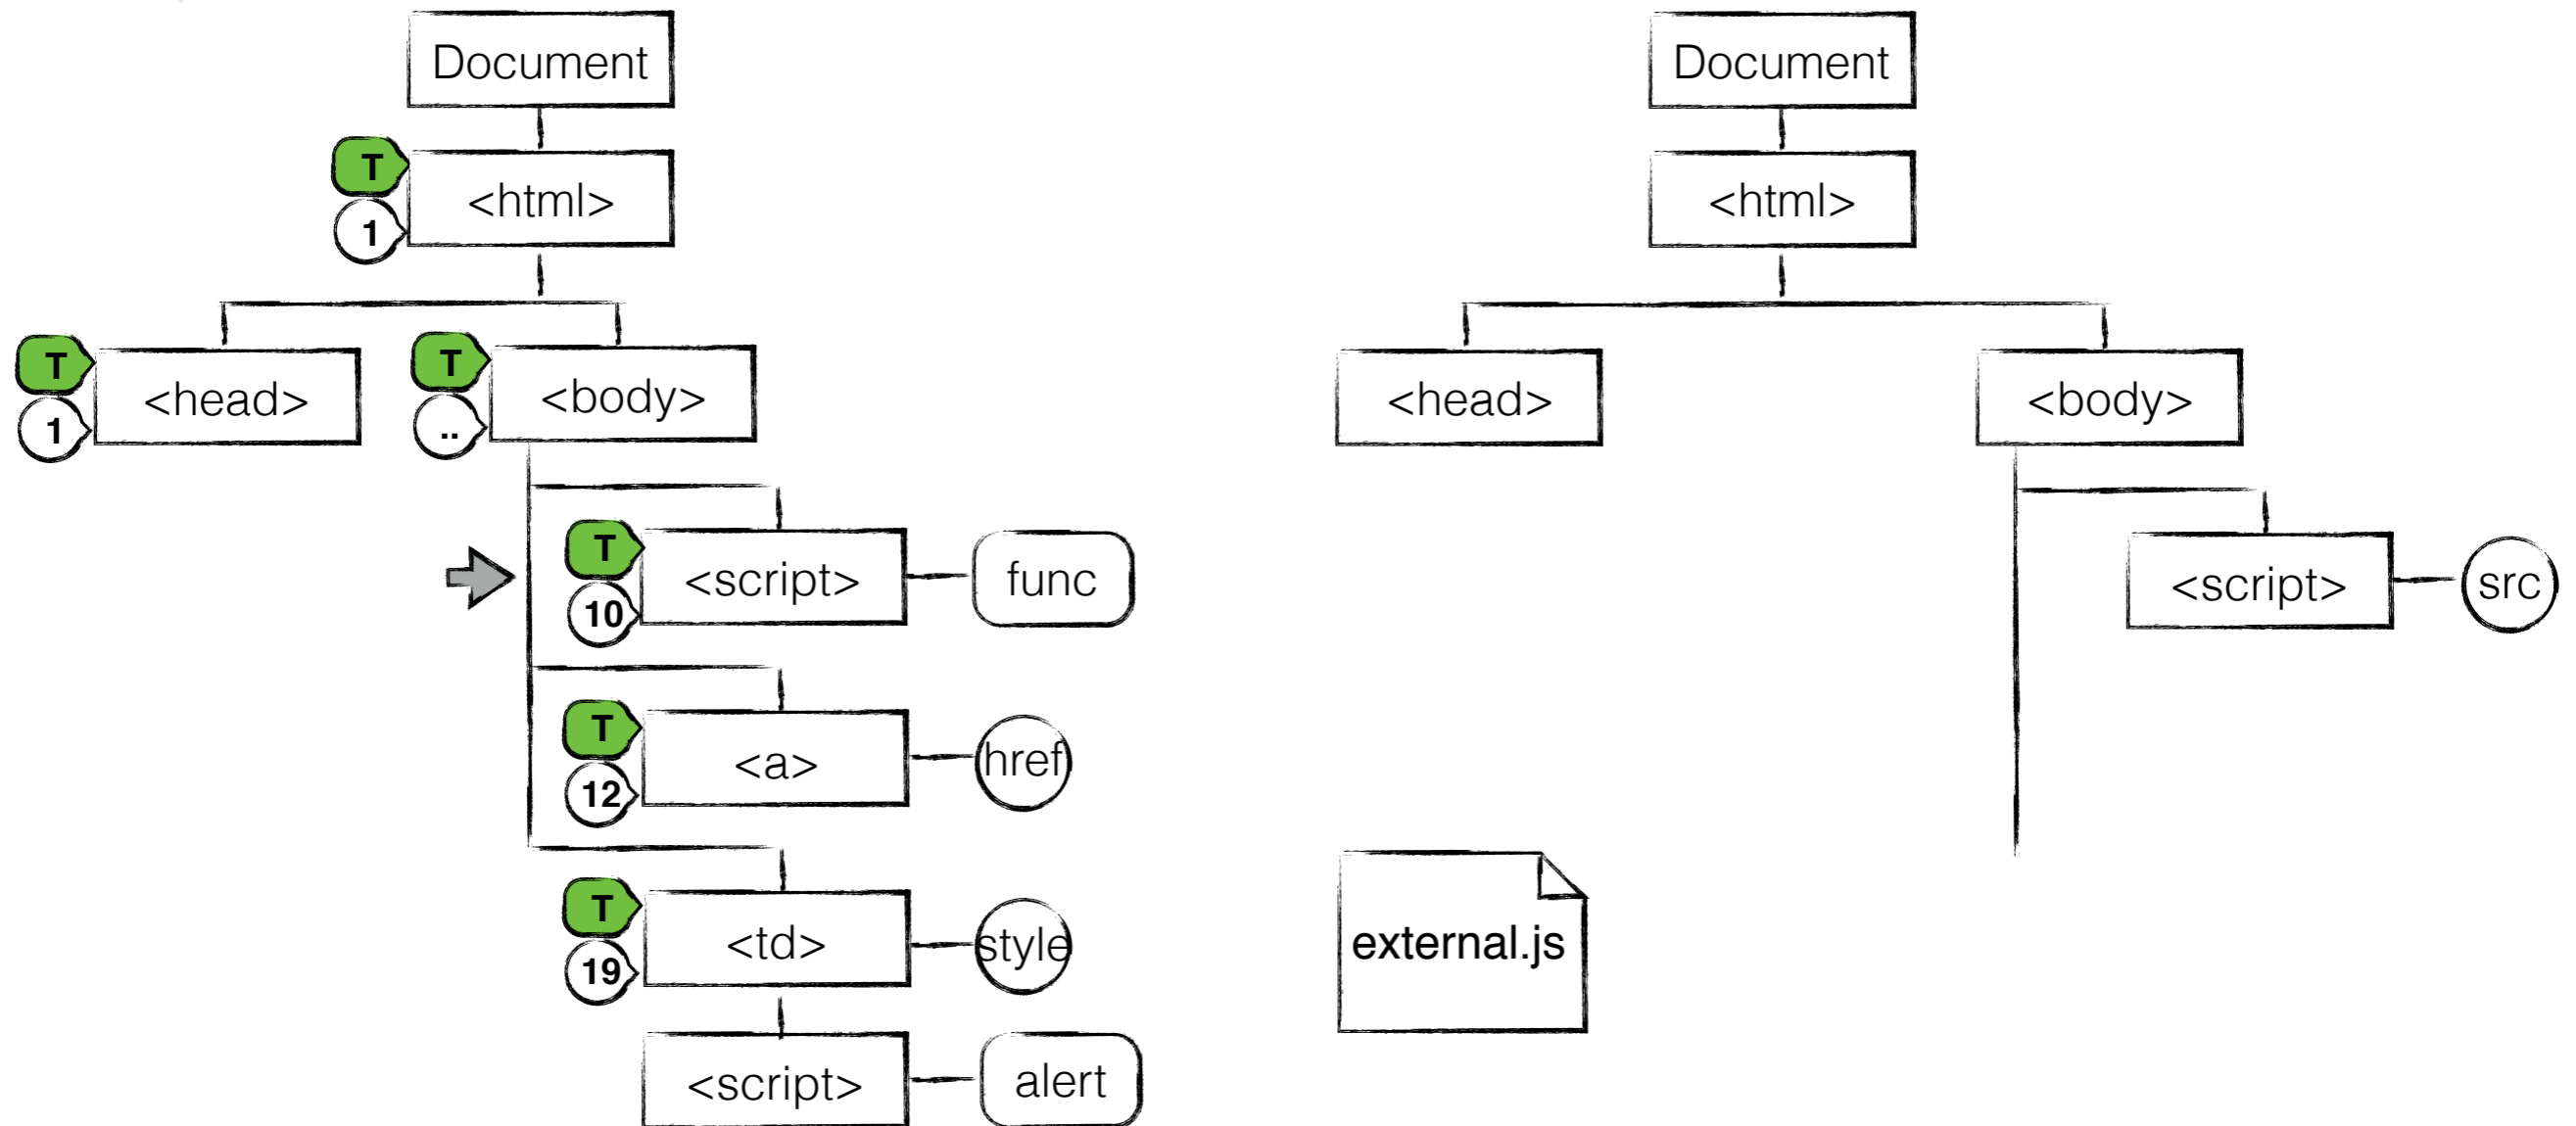 Document
T
<html>
1
T
<head>
1
T
<body>
..
T
<script>
func
10
T
<a>
href
12
T
<td>
style
19
<script>
alert
Document
<html>
<head>
<body>
<script>
src
external.js